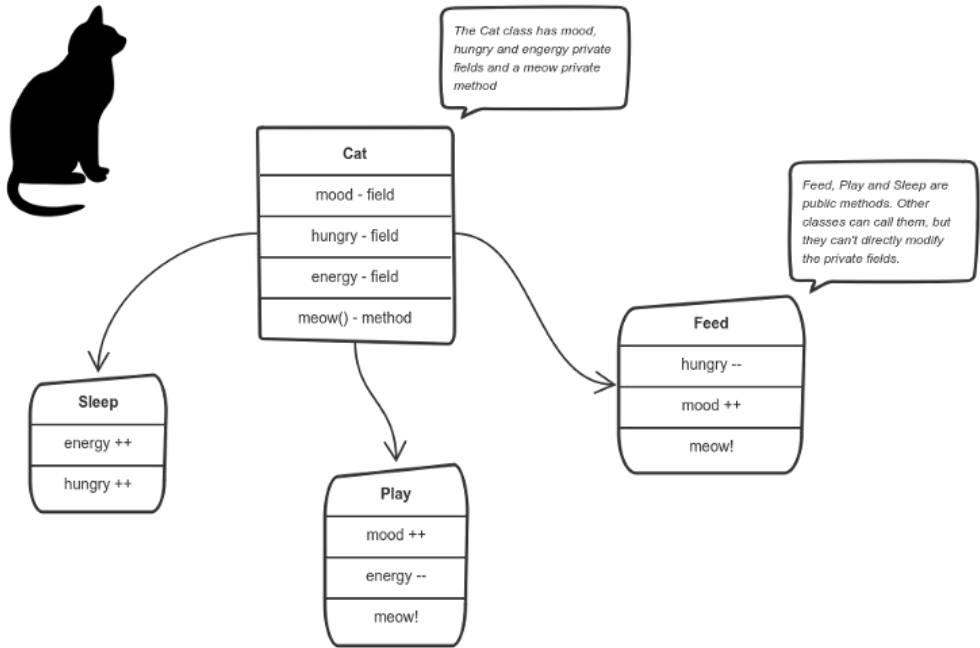 The Cat class has mood,
hungry and engergy private
fields and a meow private
method
Cat
mood - field
hungry - field
energy - field
meow() - method
Feed, Play and Sleep are
public methods. Other
classes can call them, but
they can't directly modify
the private fields.
Feed
hungry --
mood ++
meow!
Sleep
energy ++
hungry ++
Play
mood ++
energy --
meow!